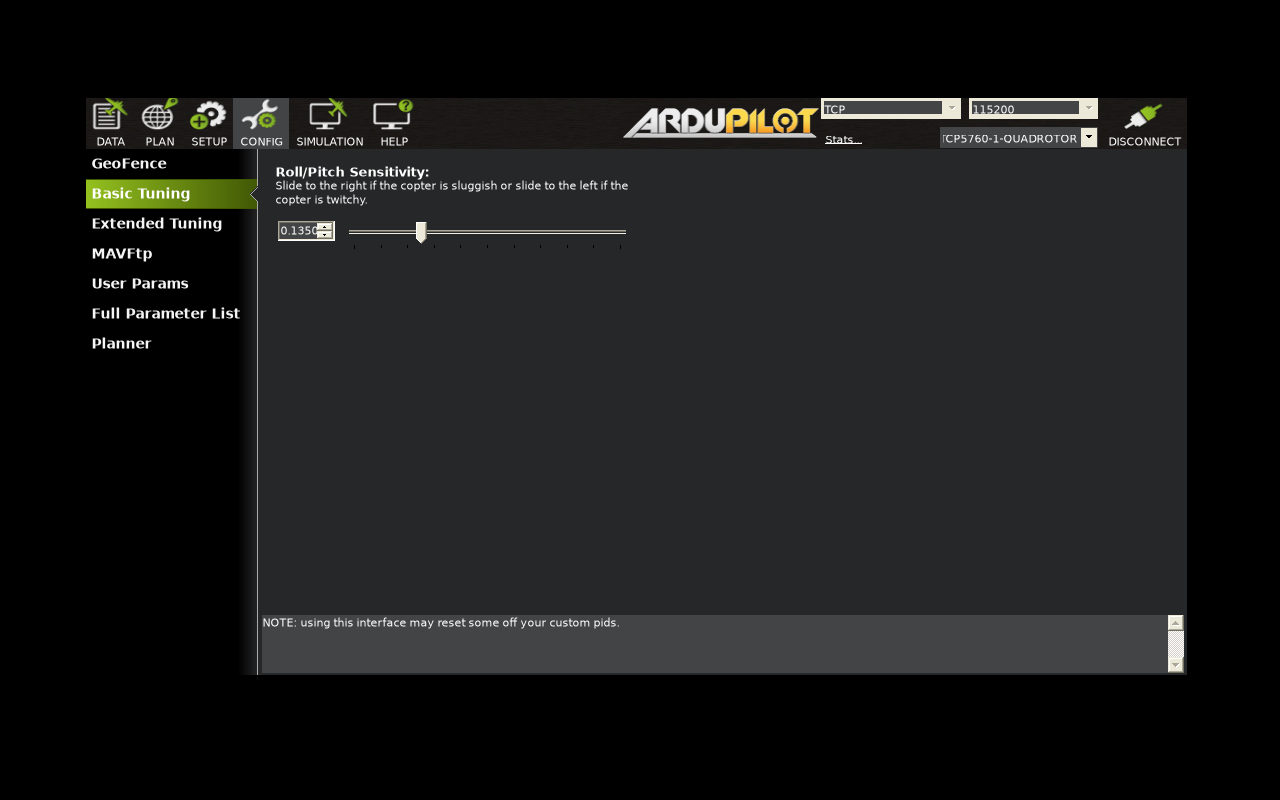 DATA PLAN SETUP CONFIG SIMULATION HELP
ARDUPILOT
TCP
115200
Stats...
TCP5760-1-QUADROTOR
DISCONNECT
GeoFence
Basic Tuning
Extended Tuning
MAVFtp
User Params
Full Parameter List
Planner
Roll/Pitch Sensitivity:
Slide to the right if the copter is sluggish or slide to the left if the
copter is twitchy.
0.1350
NOTE: using this interface may reset some off your custom pids.